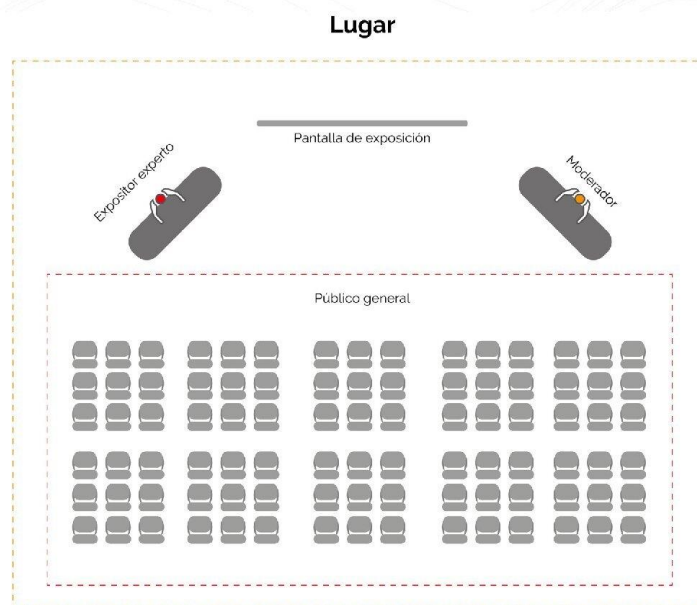 Lugar
Pantalla de exposición
Expositor experto
Moderador
Público general